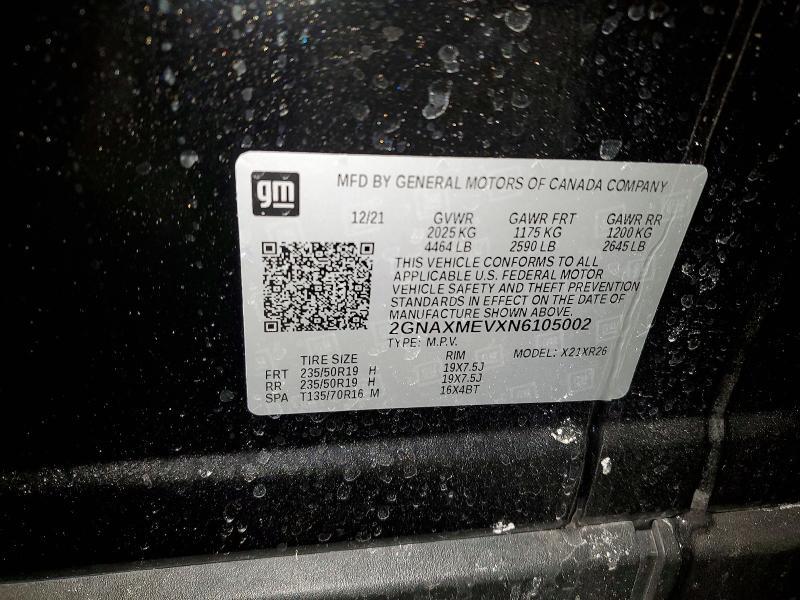 gm
MFD BY GENERAL MOTORS OF CANADA COMPANY
12/21 GVWR GAWR FRT GAWR RR
2025 KG 1175 KG 1200 KG
4464 LB 2590 LB 2645 LB
THIS VEHICLE CONFORMS TO ALL
APPLICABLE U.S. FEDERAL MOTOR
VEHICLE SAFETY AND THEFT PREVENTION
STANDARDS IN EFFECT ON THE DATE OF
MANUFACTURE SHOWN ABOVE.
2GNAXMEVXN6105002
TYPE: M.P.V. MODEL: X21XR26
TIRE SIZE RIM
FRT 235/50R19 H 19X7.5J
RR 235/50R19 H 19X7.5J
SPA T135/70R16 M 16X4BT